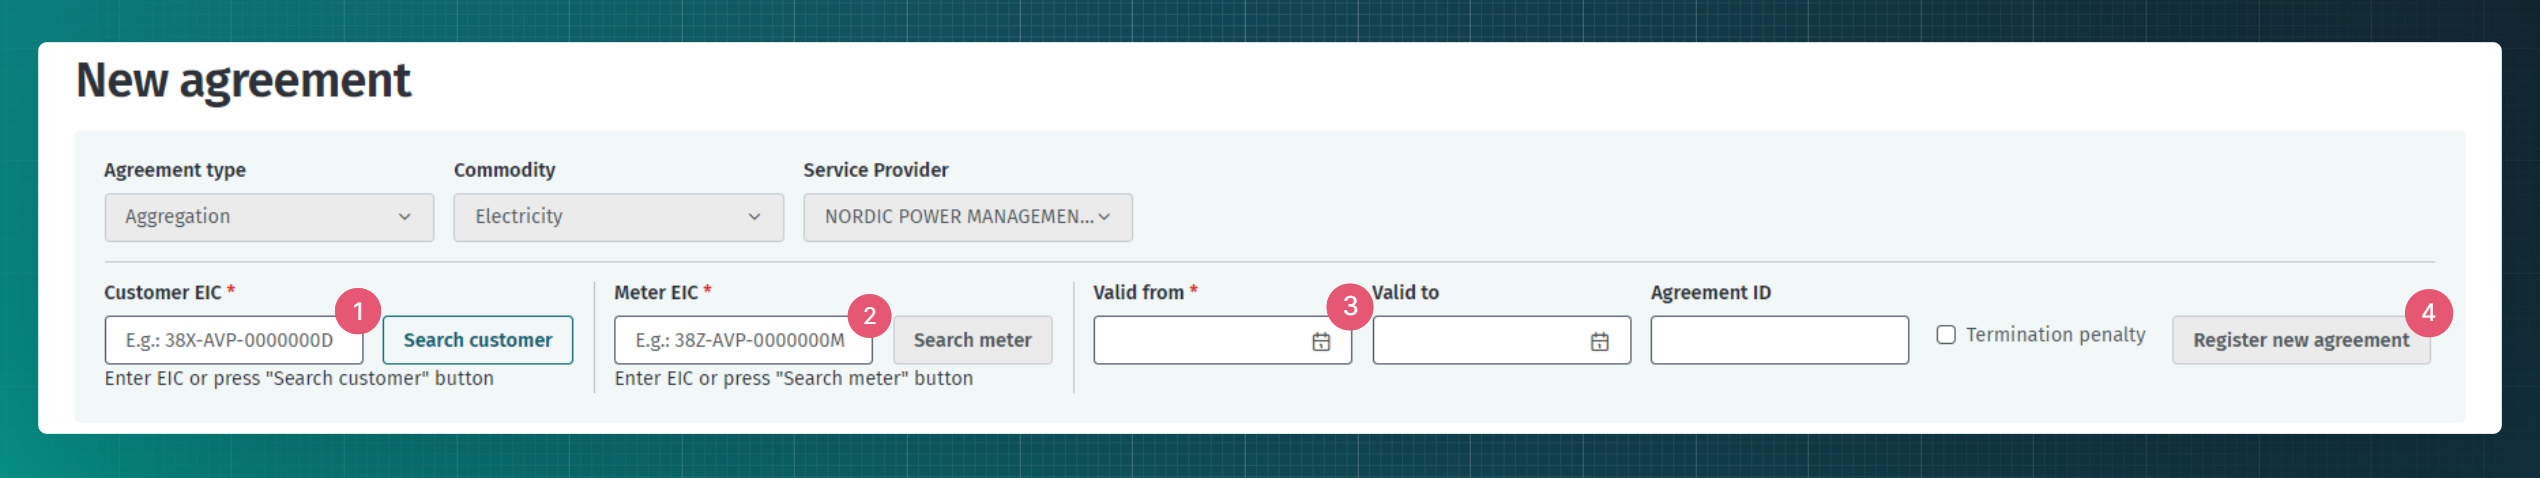 New agreement
Agreement type Commodity Service Provider
Aggregation Electricity NORDIC POWER MANAGEMEN...
Customer EIC * Meter EIC * Valid from * Valid to Agreement ID
1 2 3 4
E.g.: 38X-AVP-0000000D Search customer E.g.: 38Z-AVP-0000000M Search meter Termination penalty Register new agreement
Enter EIC or press "Search customer" button Enter EIC or press "Search meter" button